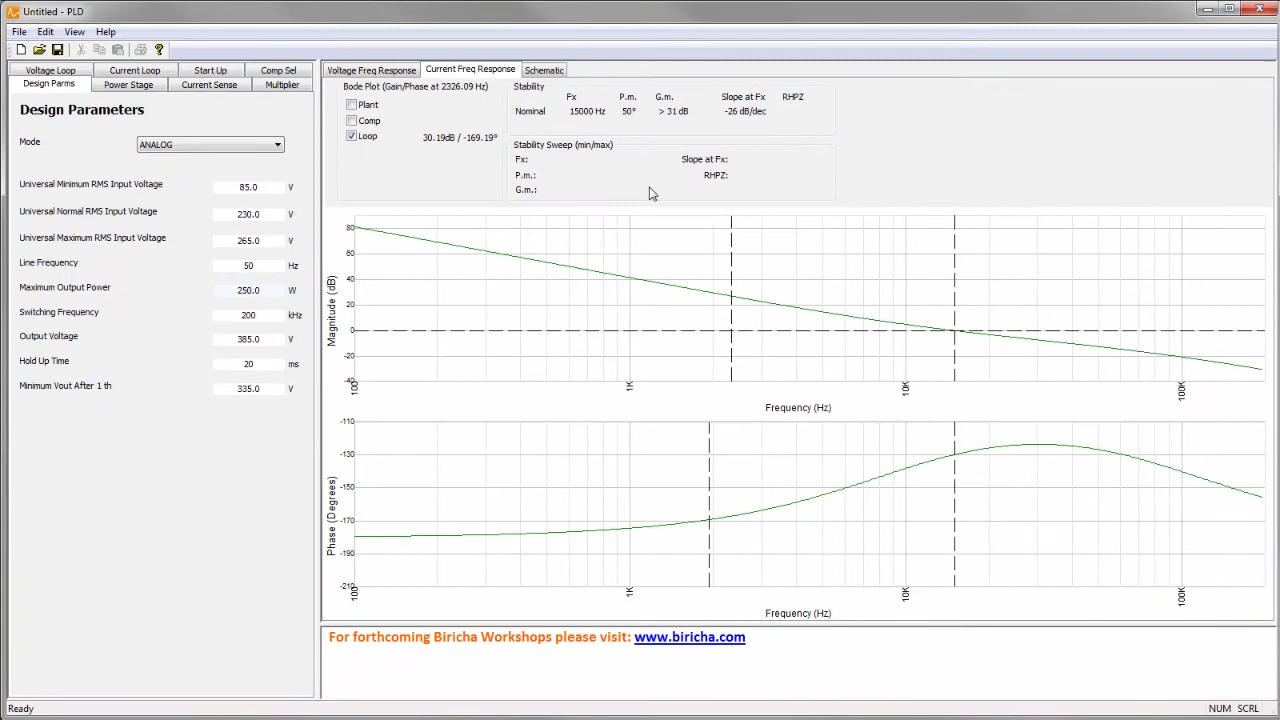 Untitled - PLD
File Edit View Help
Voltage Loop Current Loop Start Up Comp Sel
Design Parms Power Stage Current Sense Multiplier
Design Parameters
Mode ANALOG
Universal Minimum RMS Input Voltage 85.0 V
Universal Normal RMS Input Voltage 230.0 V
Universal Maximum RMS Input Voltage 265.0 V
Line Frequency 50 Hz
Maximum Output Power 250.0 W
Switching Frequency 200 kHz
Output Voltage 385.0 V
Hold Up Time 20 ms
Minimum Vout After 1 th 335.0 V
Voltage Freq Response Current Freq Response Schematic
Bode Plot (Gain/Phase at 2326.09 Hz)
Plant
Comp
Loop 30.19dB / -169.19°
Stability
Fx P.m. G.m. Slope at Fx RHPZ
Nominal 15000 Hz 50° > 31 dB -26 dB/dec
Stability Sweep (min/max)
Fx: Slope at Fx:
P.m.: RHPZ:
G.m.:
Magnitude (dB)
80
60
40
20
0
-20
-40
100 1K 10K 100K
Frequency (Hz)
Phase (Degrees)
-110
-130
-150
-170
-190
-210
100 1K 10K 100K
Frequency (Hz)
For forthcoming Biricha Workshops please visit: www.biricha.com
Ready NUM SCRL